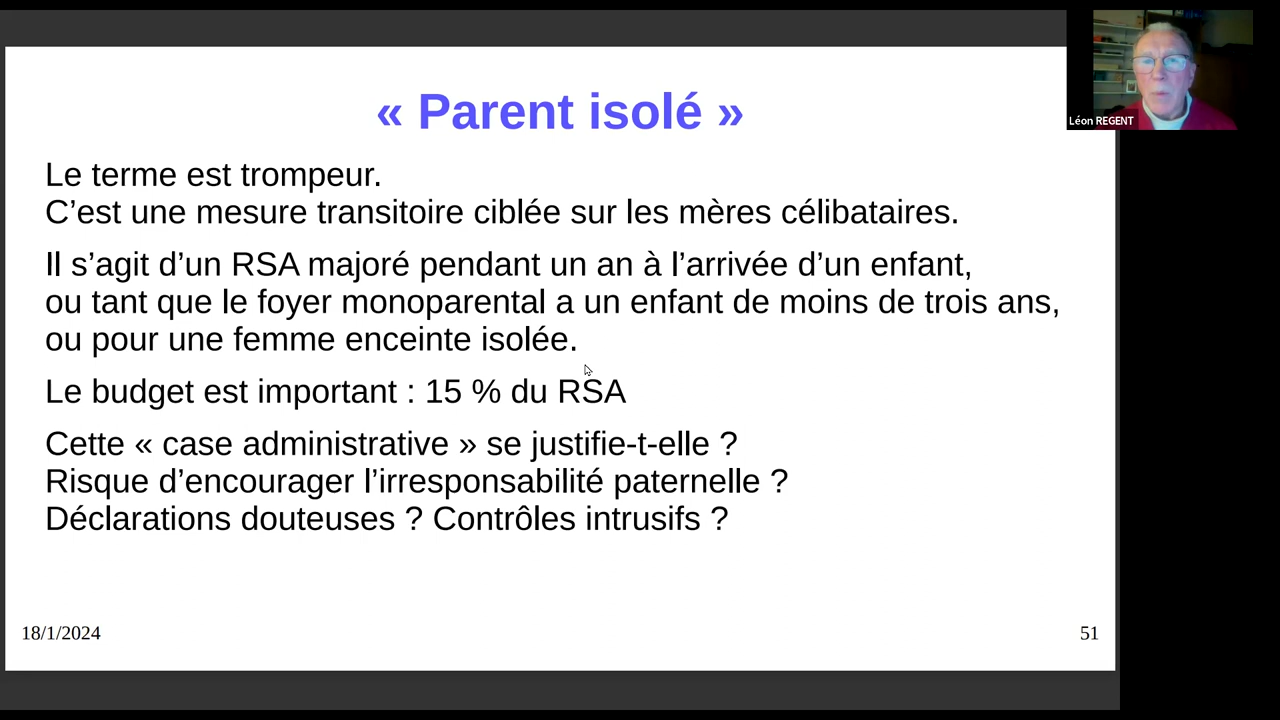 « Parent isolé »
Léon REGENT
Le terme est trompeur.
C’est une mesure transitoire ciblée sur les mères célibataires.
Il s’agit d’un RSA majoré pendant un an à l’arrivée d’un enfant,
ou tant que le foyer monoparental a un enfant de moins de trois ans,
ou pour une femme enceinte isolée.
Le budget est important : 15 % du RSA
Cette « case administrative » se justifie-t-elle ?
Risque d’encourager l’irresponsabilité paternelle ?
Déclarations douteuses ? Contrôles intrusifs ?
18/1/2024
51